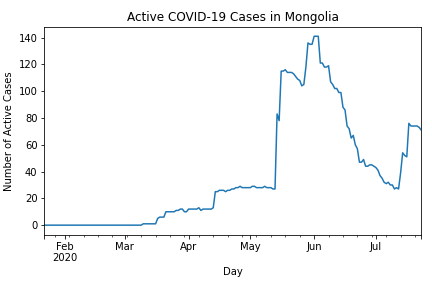 Active COVID-19 Cases in Mongolia
Number of Active Cases
140
120
100
80
60
40
20
0
Feb Mar Apr May Jun Jul
2020
Day